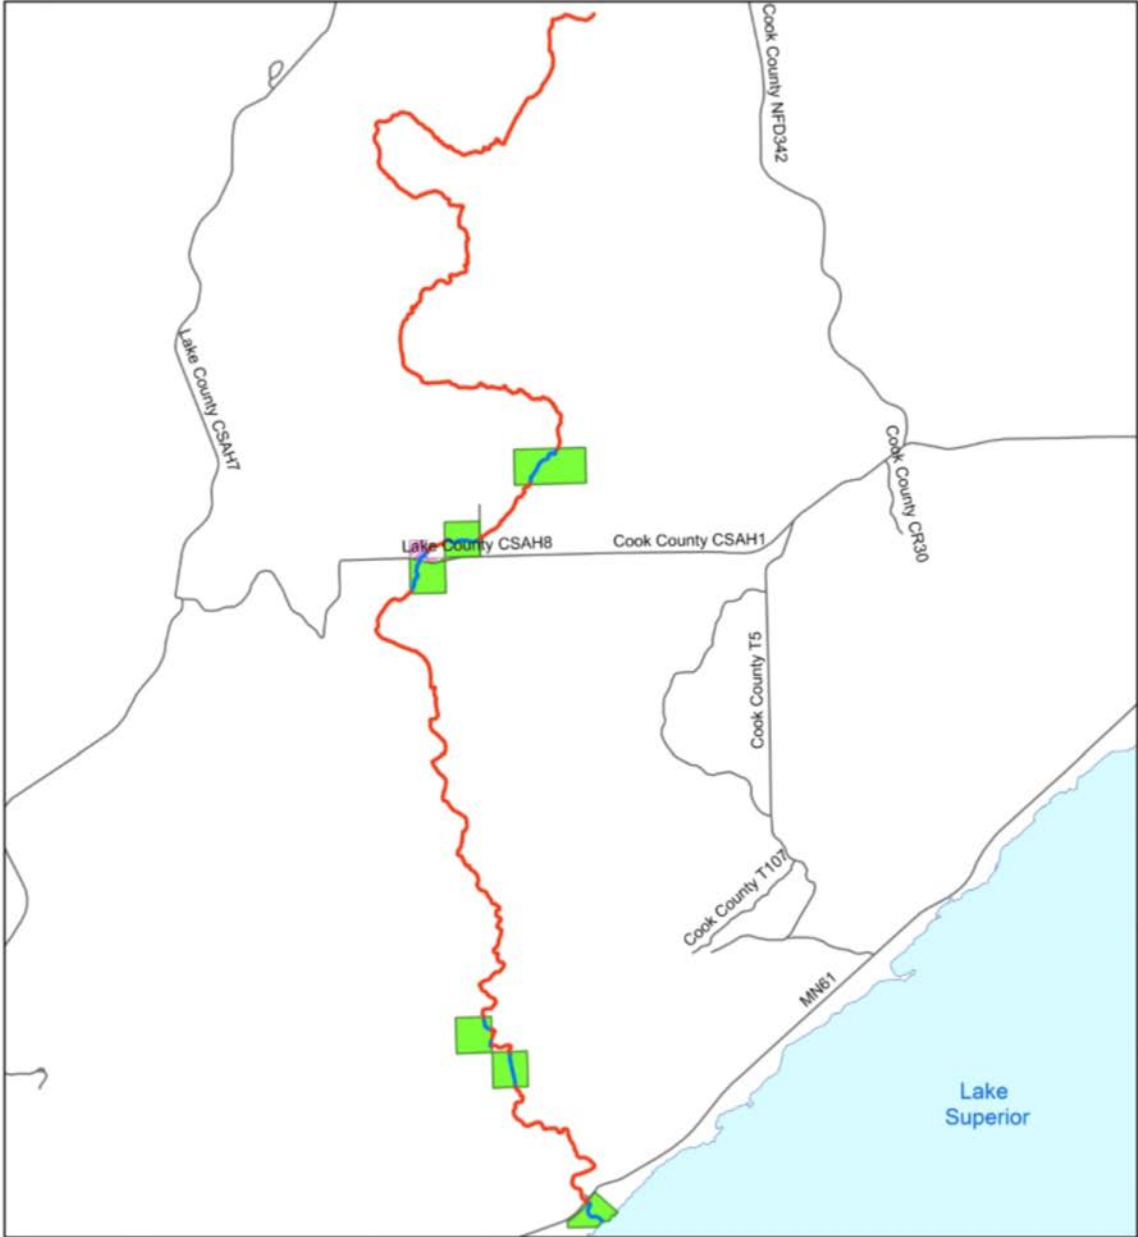 Cook County NFD342
Lake County CSAH7
Cook County CR30
Lake County CSAH8
Cook County CSAH1
Cook County T5
Cook County T107
MN61
Lake
Superior